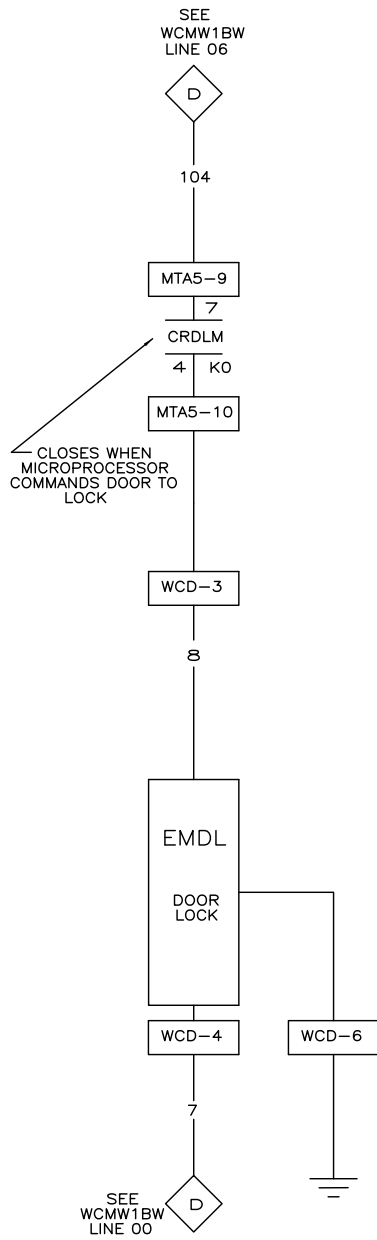 SEE
WCMW1BW
LINE 06
D
104
MTA5-9
7
CRDLM
4 K0
MTA5-10
CLOSES WHEN
MICROPROCESSOR
COMMANDS DOOR TO
LOCK
WCD-3
8
EMDL
DOOR
LOCK
WCD-4 WCD-6
7
SEE
WCMW1BW
LINE 00
D